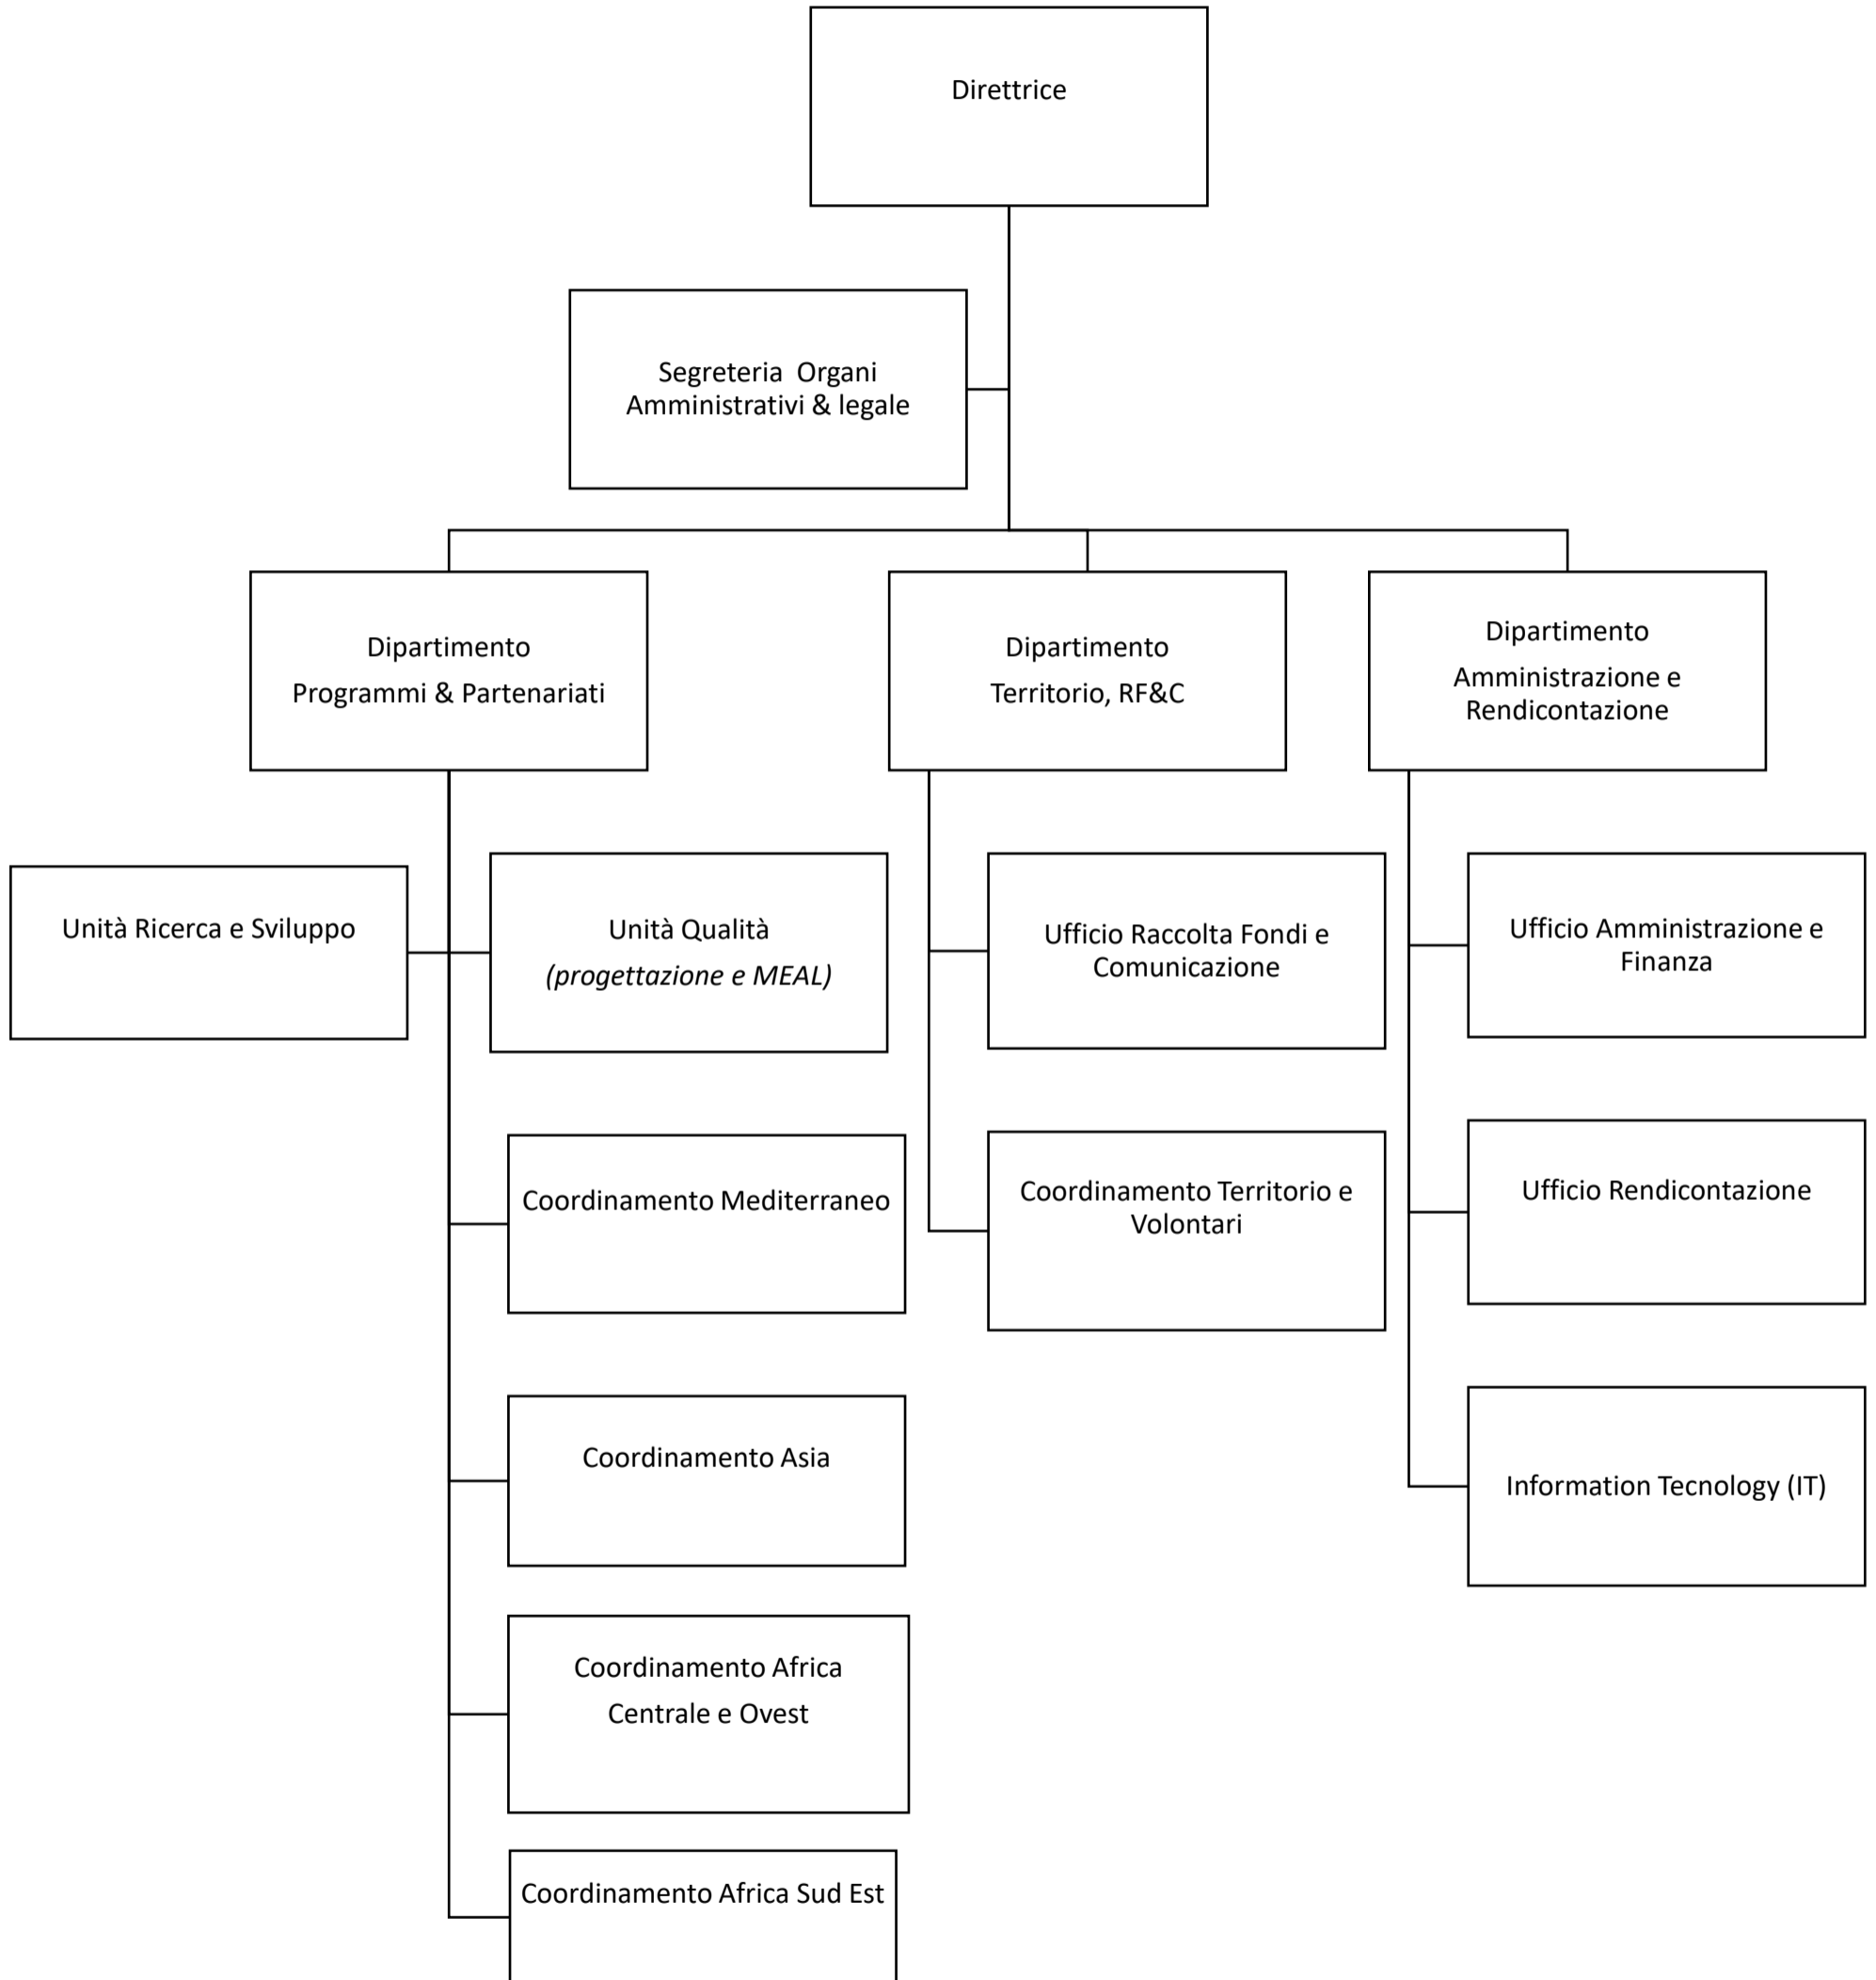 Direttrice
Segreteria  Organi
Amministrativi & legale
Dipartimento
Programmi & Partenariati
Dipartimento
Territorio, RF&C
Dipartimento
Amministrazione e
Rendicontazione
Unità Ricerca e Sviluppo
Unità Qualità
(progettazione e MEAL)
Ufficio Raccolta Fondi e
Comunicazione
Ufficio Amministrazione e
Finanza
Coordinamento Mediterraneo
Coordinamento Territorio e
Volontari
Ufficio Rendicontazione
Coordinamento Asia
Information Tecnology (IT)
Coordinamento Africa
Centrale e Ovest
Coordinamento Africa Sud Est